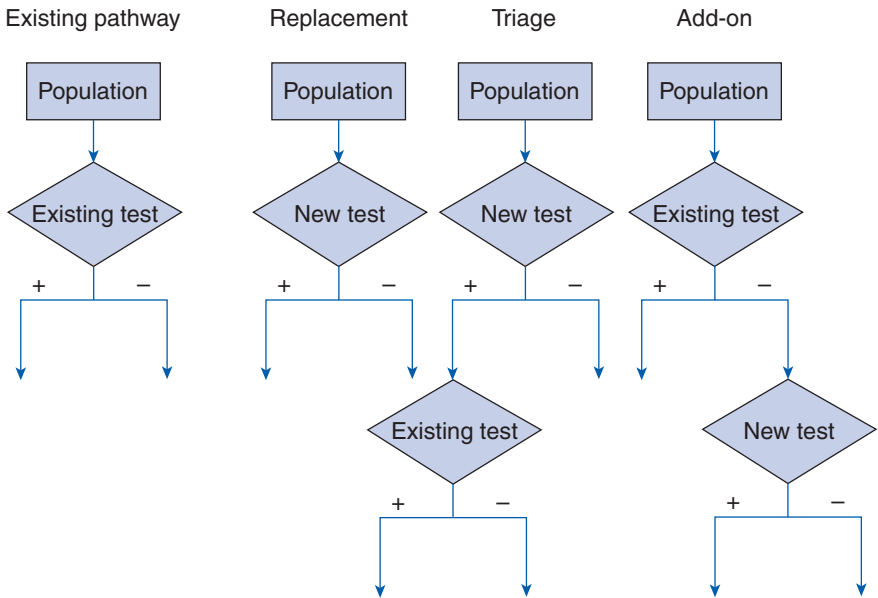 Existing pathway
Replacement
Triage
Add-on
Population
Population
Population
Population
Existing test
New test
New test
Existing test
+
–
+
–
+
–
+
–
Existing test
New test
+
–
+
–